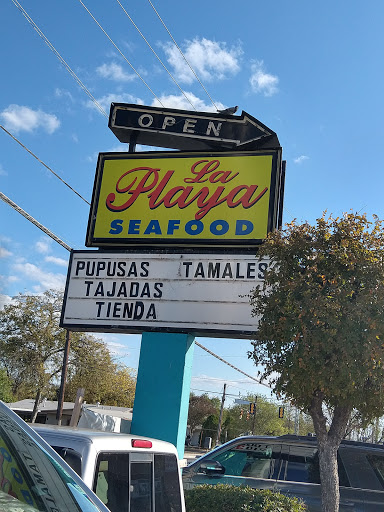 OPEN
La
Playa
SEAFOOD
PUPUSAS TAMALES
TAJADAS
TIENDA